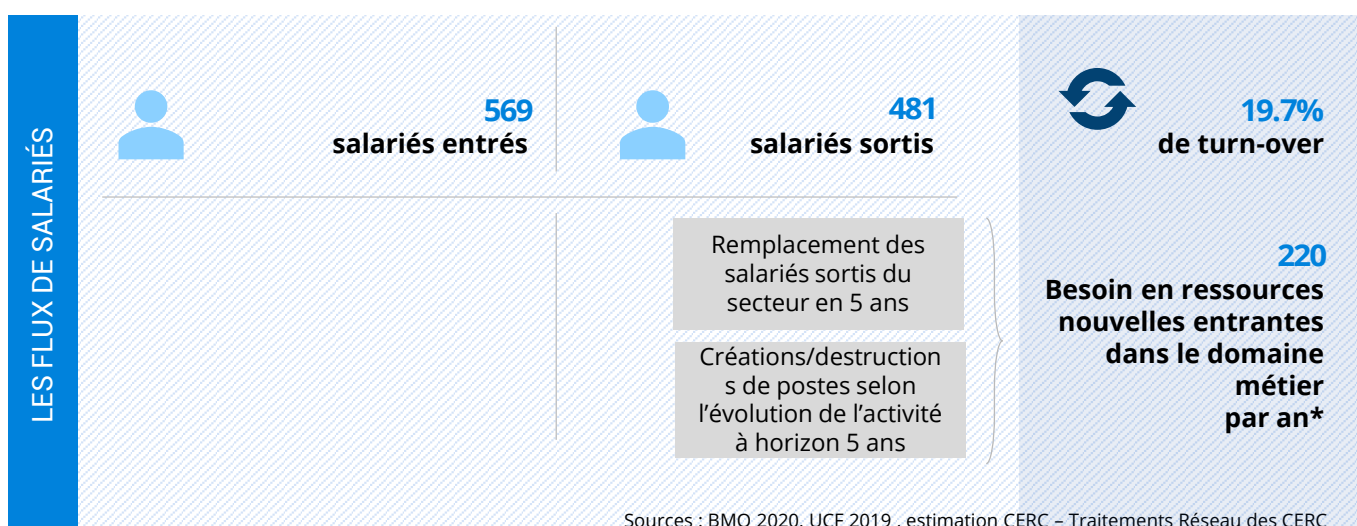 LES FLUX DE SALARIÉS
569
salariés entrés
481
salariés sortis
19.7%
de turn-over
Remplacement des
salariés sortis du
secteur en 5 ans
Créations/destruction
s de postes selon
l'évolution de l'activité
à horizon 5 ans
220
Besoin en ressources
nouvelles entrantes
dans le domaine
métier
par an*
Sources : BMO 2020, UCF 2019 , estimation CERC – Traitements Réseau des CERC